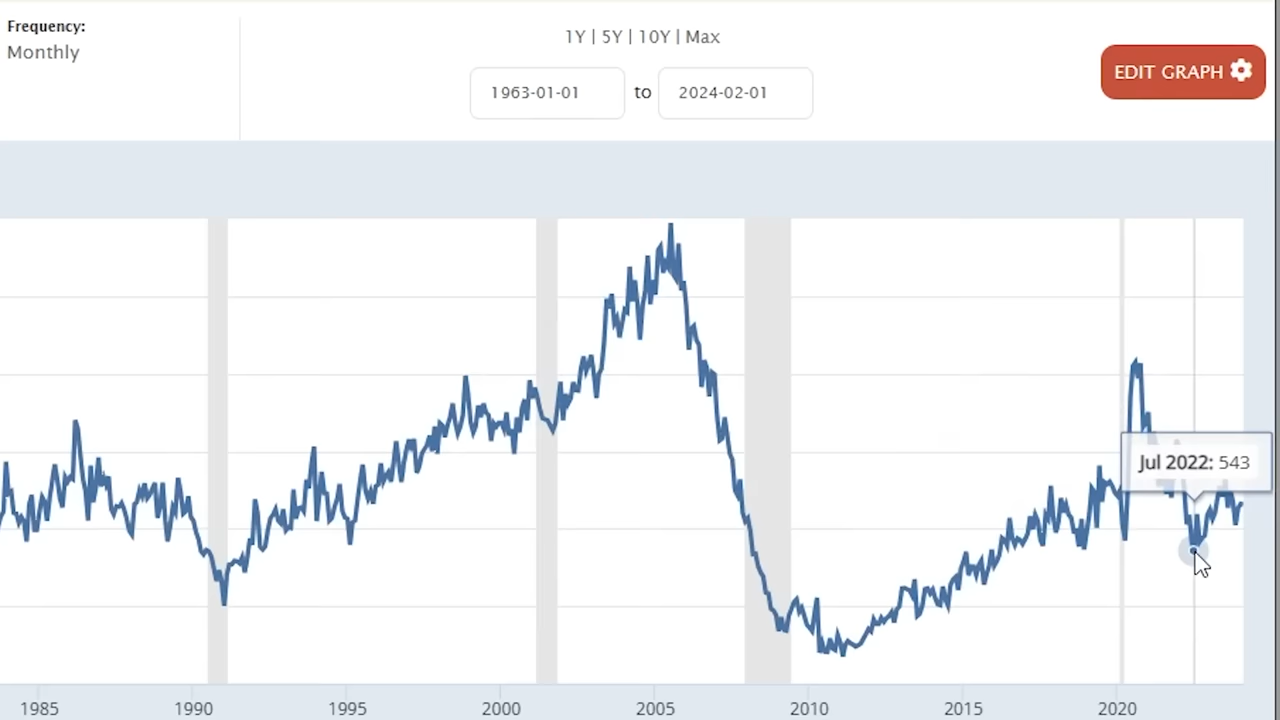 Frequency:
Monthly
1Y | 5Y | 10Y | Max
1963-01-01 to 2024-02-01
EDIT GRAPH
Jul 2022: 543
1985 1990 1995 2000 2005 2010 2015 2020